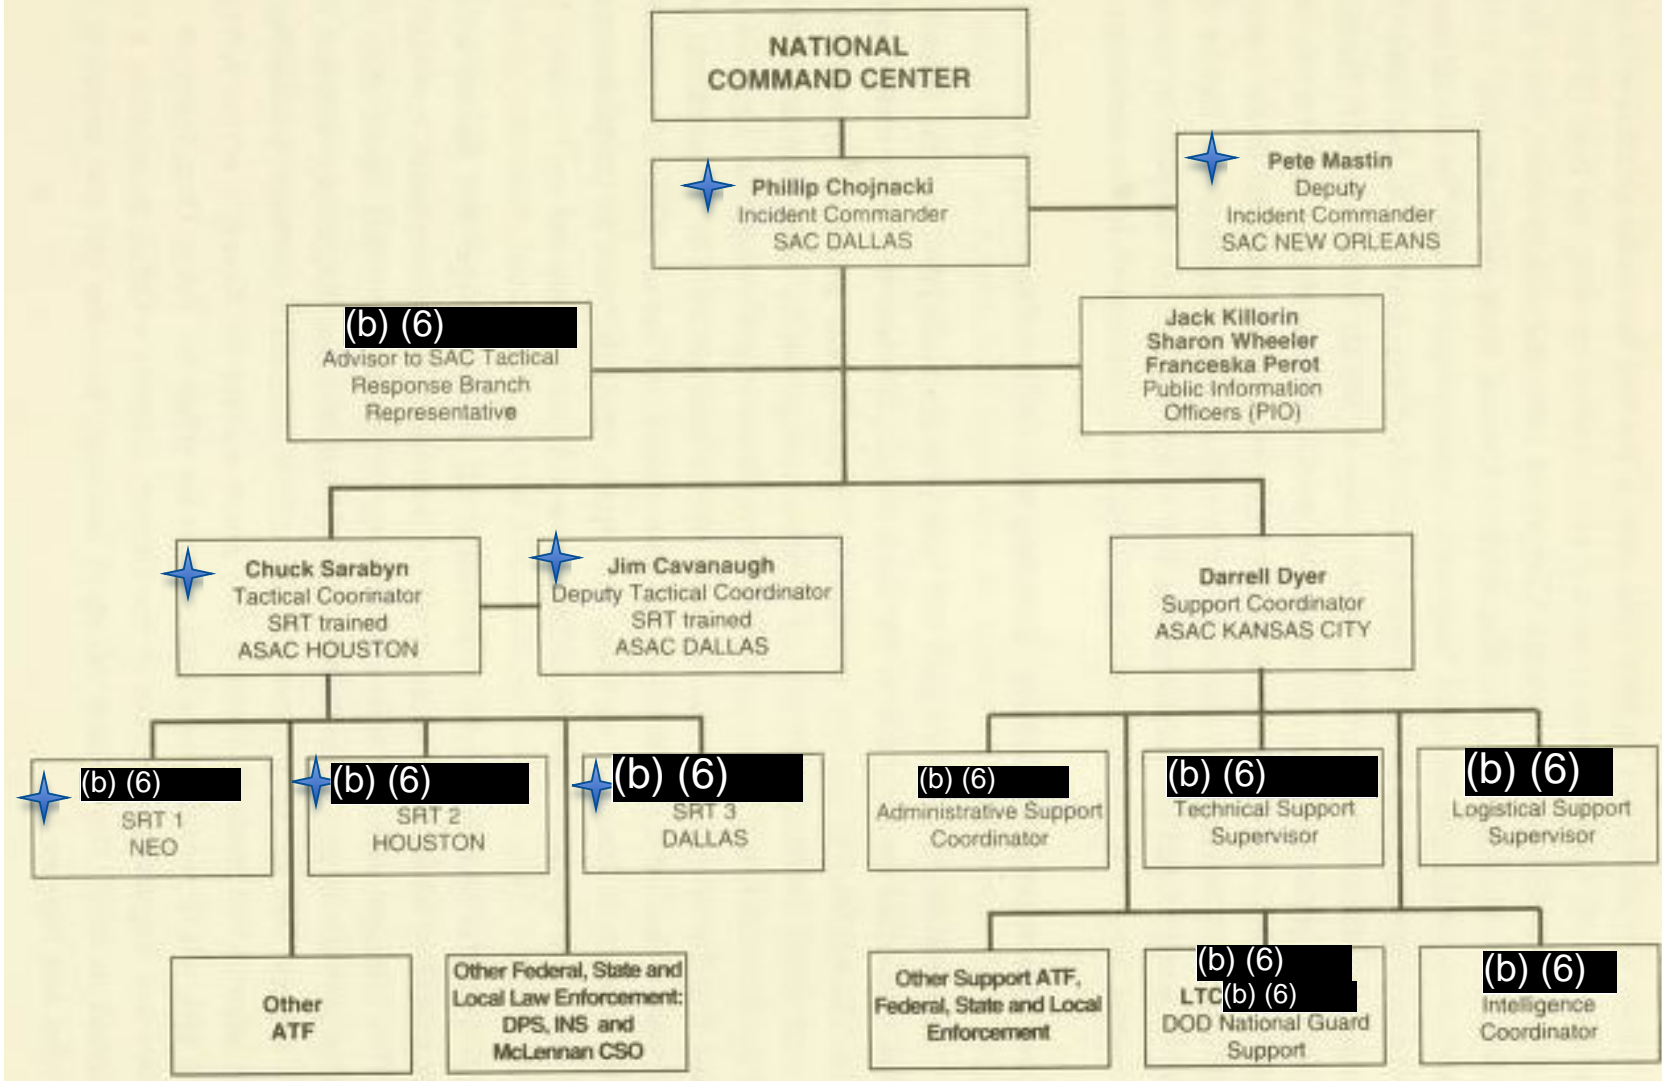 NATIONAL
COMMAND CENTER
Phillip Chojnacki
Incident Commander
SAC DALLAS
Pete Mastin
Deputy
Incident Commander
SAC NEW ORLEANS
(b) (6)
Advisor to SAC Tactical
Response Branch
Representative
Jack Killorin
Sharon Wheeler
Franceska Perot
Public Information
Officers (PIO)
Chuck Sarabyn
Tactical Coorinator
SRT trained
ASAC HOUSTON
Jim Cavanaugh
Deputy Tactical Coordinator
SRT trained
ASAC DALLAS
Darrell Dyer
Support Coordinator
ASAC KANSAS CITY
(b) (6)
SRT 1
NEO
(b) (6)
SRT 2
HOUSTON
(b) (6)
SRT 3
DALLAS
(b) (6)
Administrative Support
Coordinator
(b) (6)
Technical Support
Supervisor
(b) (6)
Logistical Support
Supervisor
Other
ATF
Other Federal, State and
Local Law Enforcement:
DPS, INS and
McLennan CSO
Other Support ATF,
Federal, State and Local
Enforcement
(b) (6)
LTC (b) (6)
DOD National Guard
Support
(b) (6)
Intelligence
Coordinator